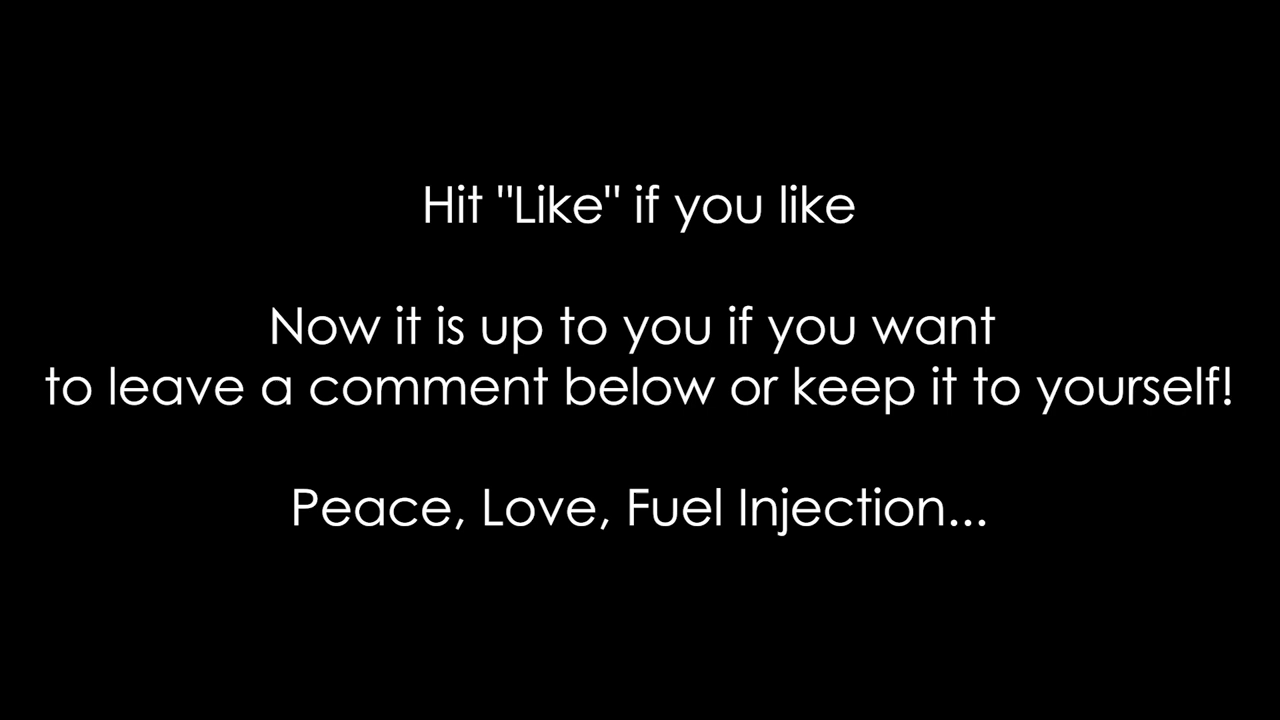 Hit "Like" if you like
Now it is up to you if you want
to leave a comment below or keep it to yourself!
Peace, Love, Fuel Injection...